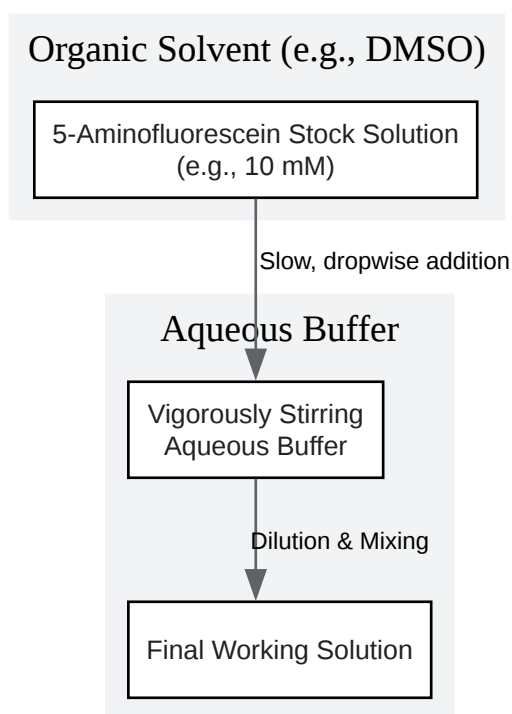 Organic Solvent (e.g., DMSO)
5-Aminofluorescein Stock Solution
(e.g., 10 mM)
Slow, dropwise addition
Aqueous Buffer
Vigorously Stirring
Aqueous Buffer
Dilution & Mixing
Final Working Solution